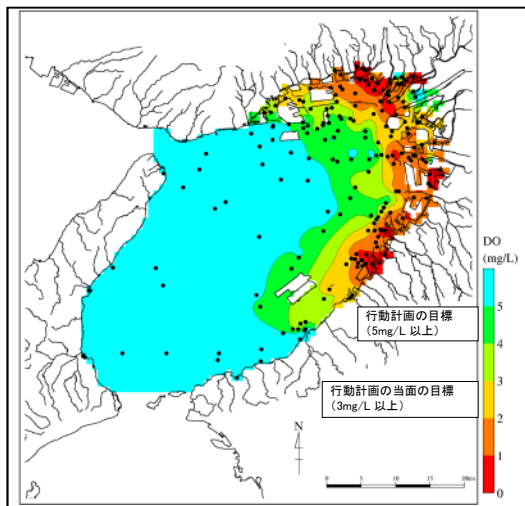 DO
(mg/L)
5
4
3
2
1
0
行動計画の目標
(5mg/L 以上)
行動計画の当面の目標
(3mg/L 以上)
N
0 5 10 15 20km